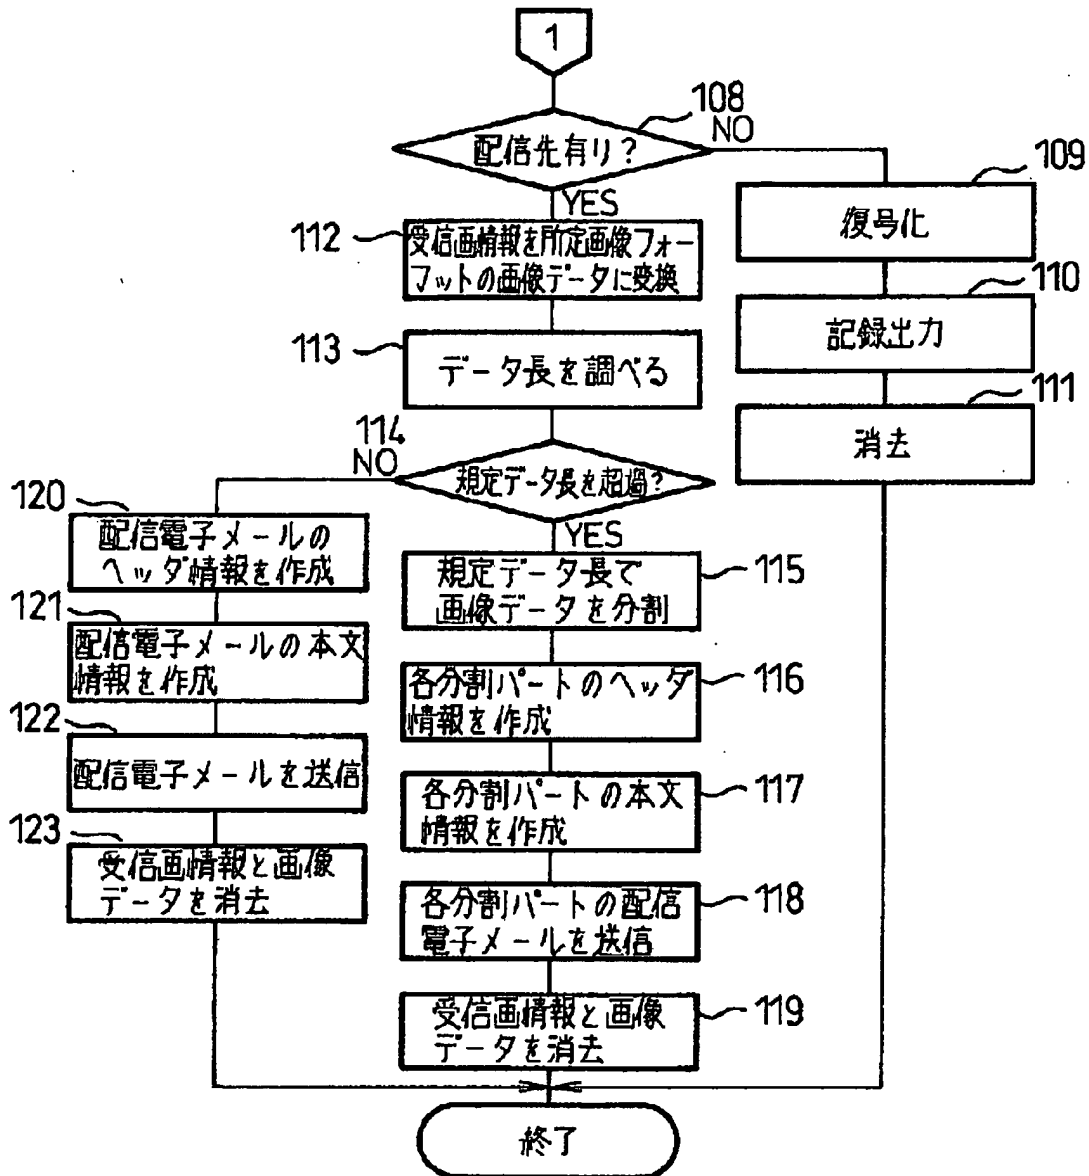 1
108
配信先有り?
NO
YES
109
復号化
112
受信画情報を所定画像フォー
フットの画像データに変換
110
記録出力
113
データ長を調べる
111
消去
114
NO
規定データ長を超過?
YES
120
配信電子メールの
ヘッダ情報を作成
115
規定データ長で
画像データを分割
121
配信電子メールの本文
情報を作成
116
各分割パートのヘッダ
情報を作成
122
配信電子メールを送信
117
各分割パートの本文
情報を作成
123
受信画情報と画像
データを消去
118
各分割パートの配信
電子メールを送信
119
受信画情報と画像
データを消去
終了